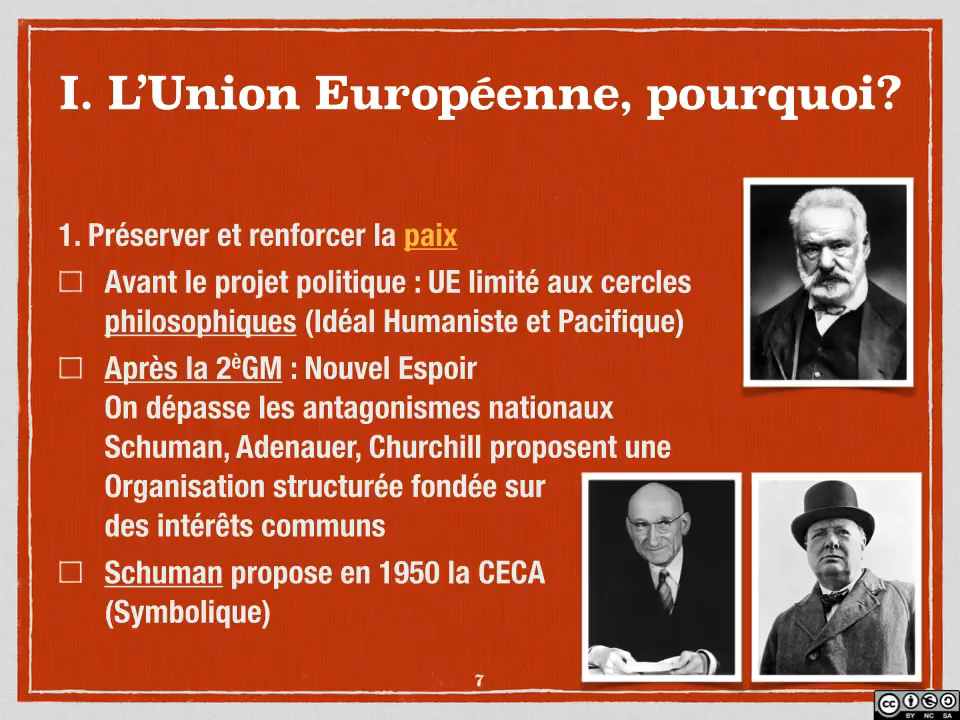 I. L’Union Européenne, pourquoi?
1. Préserver et renforcer la paix
Avant le projet politique : UE limité aux cercles
philosophiques (Idéal Humaniste et Pacifique)
Après la 2èGM : Nouvel Espoir
On dépasse les antagonismes nationaux
Schuman, Adenauer, Churchill proposent une
Organisation structurée fondée sur
des intérêts communs
Schuman propose en 1950 la CECA
(Symbolique)
7
cc
BY NC SA